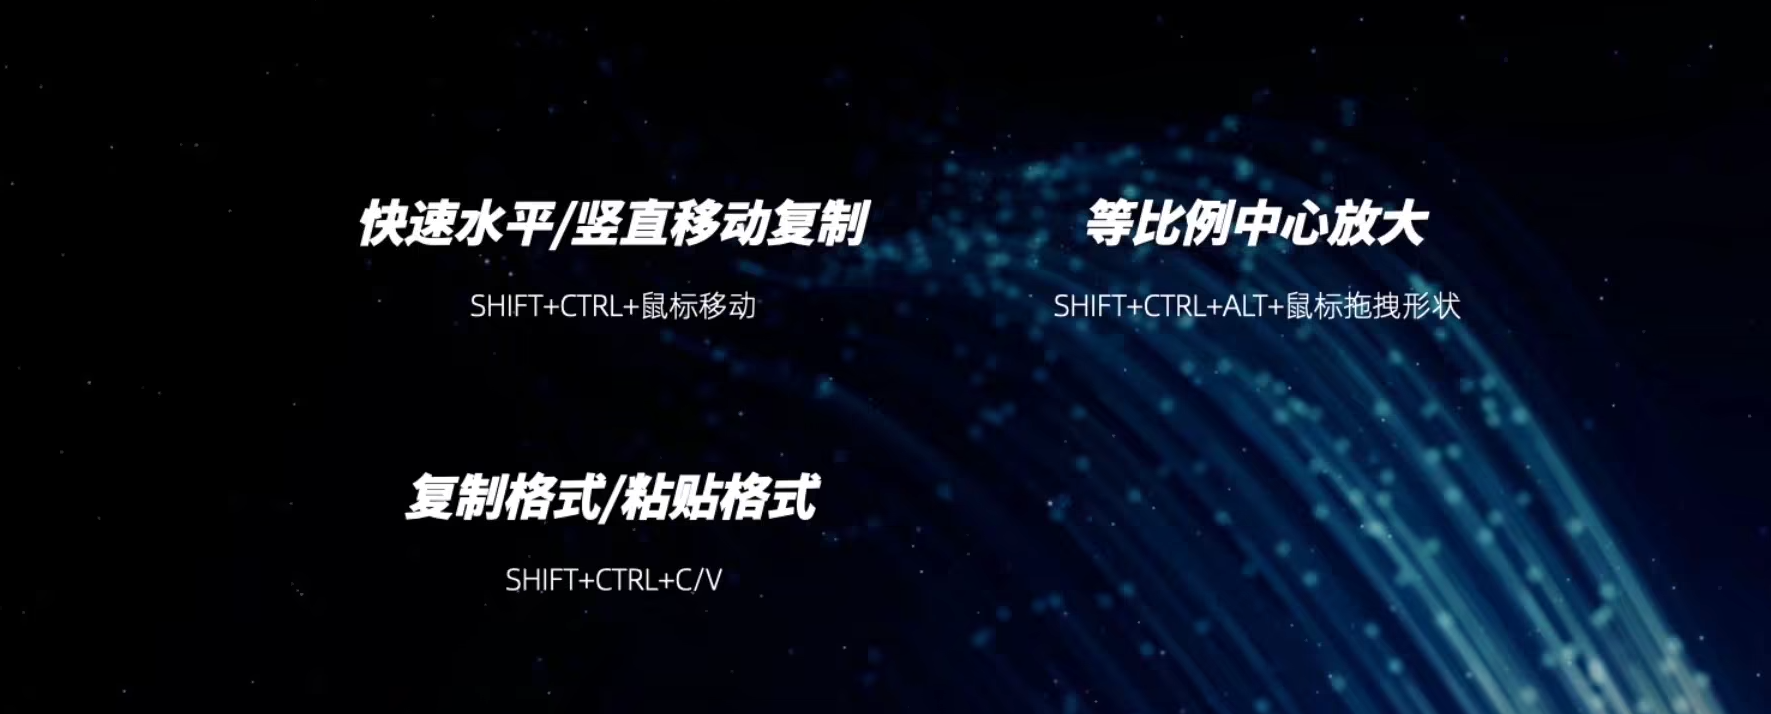 快速水平/竖直移动复制
SHIFT+CTRL+鼠标移动
等比例中心放大
SHIFT+CTRL+ALT+鼠标拖拽形状
复制格式/粘贴格式
SHIFT+CTRL+C/V